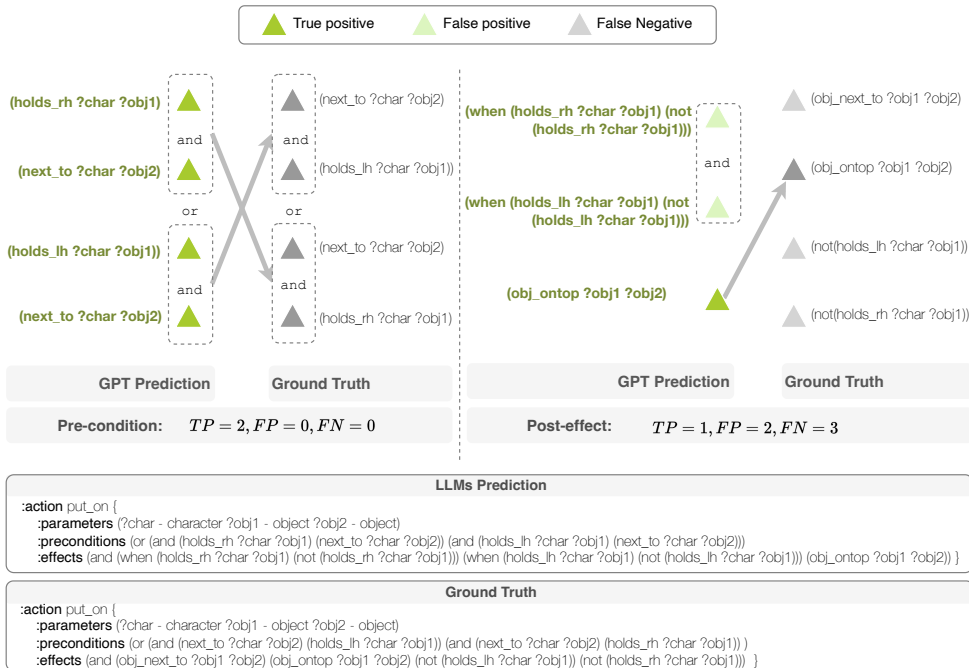 True positive
False positive
False Negative
(holds_rh ?char ?obj1)
and
(next_to ?char ?obj2)
or
(holds_lh ?char ?obj1))
and
(next_to ?char ?obj2)
(next_to ?char ?obj2)
and
(holds_lh ?char ?obj1))
or
(next_to ?char ?obj2)
and
(holds_rh ?char ?obj1)
GPT Prediction
Ground Truth
Pre-condition: TP = 2, FP = 0, FN = 0
(when (holds_rh ?char ?obj1) (not
(holds_rh ?char ?obj1)))
and
(when (holds_lh ?char ?obj1) (not
(holds_lh ?char ?obj1)))
(obj_ontop ?obj1 ?obj2)
(obj_next_to ?obj1 ?obj2)
(obj_ontop ?obj1 ?obj2)
(not(holds_lh ?char ?obj1))
(not(holds_rh ?char ?obj1))
GPT Prediction
Ground Truth
Post-effect: TP = 1, FP = 2, FN = 3
LLMs Prediction
:action put_on {
:parameters (?char - character ?obj1 - object ?obj2 - object)
:preconditions (or (and (holds_rh ?char ?obj1) (next_to ?char ?obj2)) (and (holds_lh ?char ?obj1) (next_to ?char ?obj2)))
:effects (and (when (holds_rh ?char ?obj1) (not (holds_rh ?char ?obj1))) (when (holds_lh ?char ?obj1) (not (holds_lh ?char ?obj1))) (obj_ontop ?obj1 ?obj2)) }
Ground Truth
:action put_on {
:parameters (?char - character ?obj1 - object ?obj2 - object)
:preconditions (or (and (next_to ?char ?obj2) (holds_lh ?char ?obj1)) (and (next_to ?char ?obj2) (holds_rh ?char ?obj1)) )
:effects (and (obj_next_to ?obj1 ?obj2) (obj_ontop ?obj1 ?obj2) (not (holds_lh ?char ?obj1)) (not (holds_rh ?char ?obj1))) }